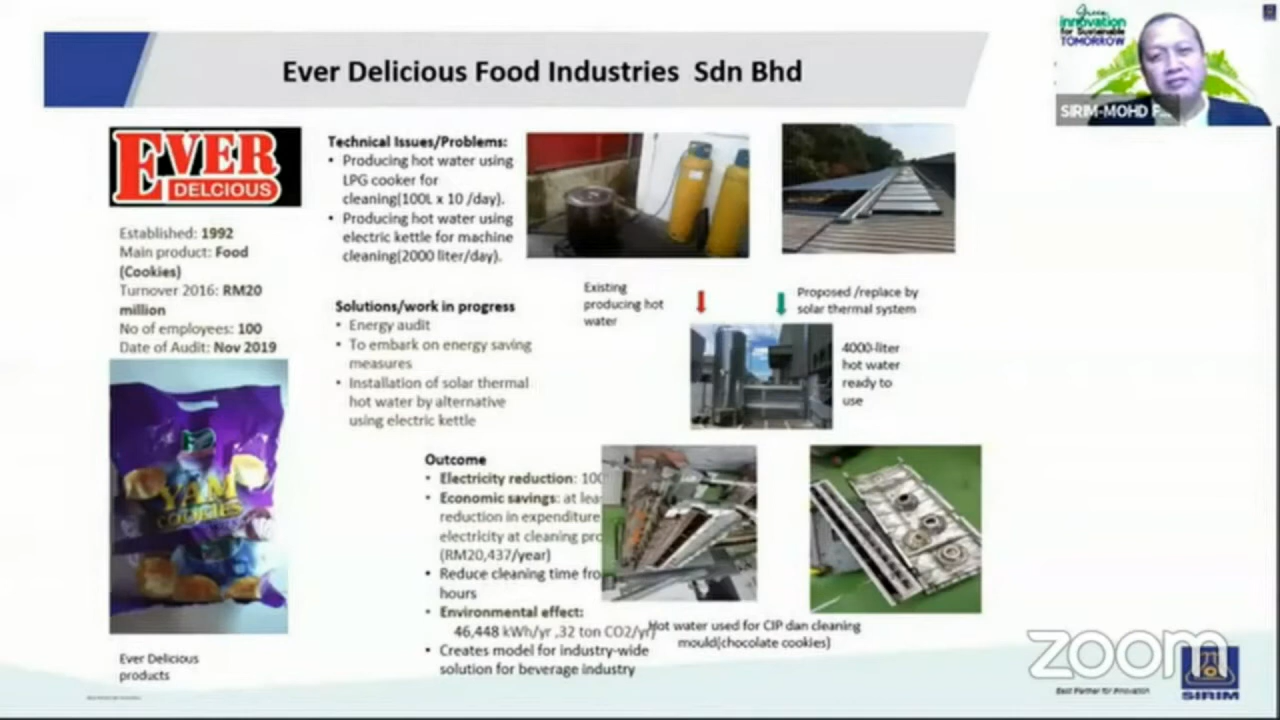 Ever Delicious Food Industries Sdn Bhd
Green
innovation
for Sustainable
TOMORROW
SIRIM-MOHD F...
EVER
DELCIOUS
Established: 1992
Main product: Food
(Cookies)
Turnover 2016: RM20
million
No of employees: 100
Date of Audit: Nov 2019
YAM
COOKIES
Ever Delicious
products
Technical Issues/Problems:
• Producing hot water using
LPG cooker for
cleaning(100L x 10 /day).
• Producing hot water using
electric kettle for machine
cleaning(2000 liter/day).
Solutions/work in progress
• Energy audit
• To embark on energy saving
measures
• Installation of solar thermal
hot water by alternative
using electric kettle
Existing
producing hot
water
Proposed /replace by
solar thermal system
4000-liter
hot water
ready to
use
Outcome
• Electricity reduction: 100
• Economic savings: at
reduction in expenditure
electricity at cleaning
(RM20,437/year)
• Reduce cleaning time
hours
• Environmental effect:
46,448 kWh/yr ,32 ton CO2/yr)
• Creates model for industry-wide
solution for beverage industry
Hot water used for CIP dan cleaning
mould(chocolate cookies)
zoom
Best Partner for Innovation
SIRIM